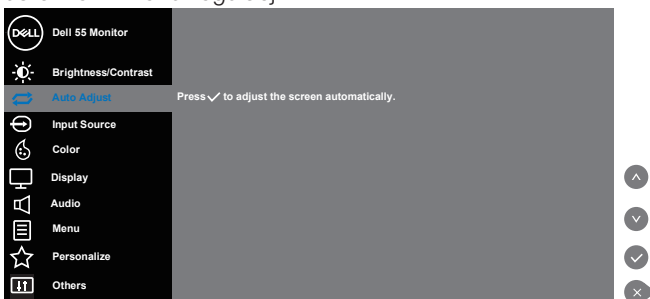 DELL
Dell 55 Monitor
Brightness/Contrast
Auto Adjust
Press ✓ to adjust the screen automatically.
Input Source
Color
Display
Audio
Menu
Personalize
Others